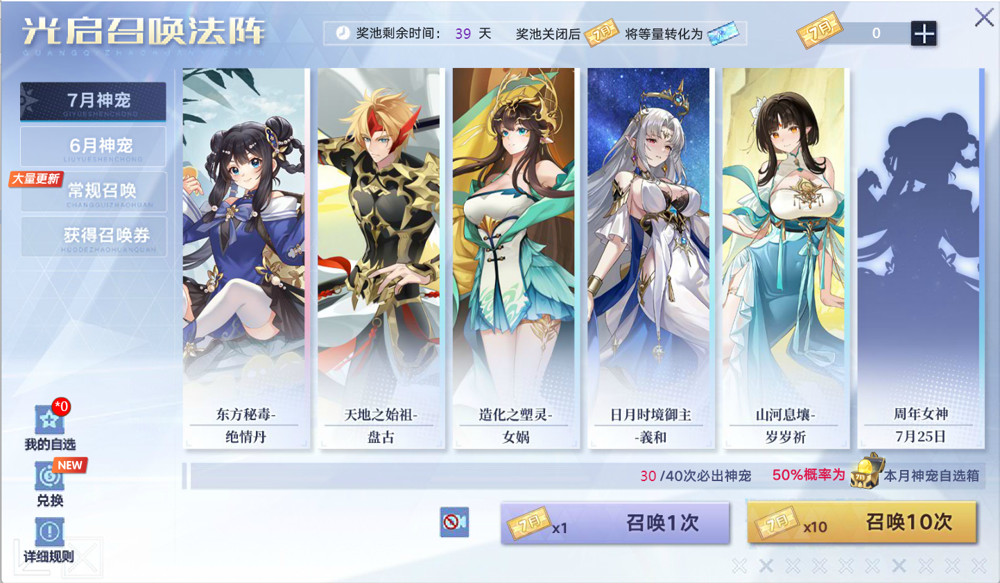 光启召唤法阵
GUANGQIZHAOHUANFAZHEN
奖池剩余时间： 39 天 奖池关闭后 7月 将等量转化为
7月 0
7月神宠
QIYUESHENCHONG
6月神宠
LIUYUESHENCHONG
大量更新
常规召唤
CHANGGUIZHAOHUAN
获得召唤券
HUODEZHAOHUANQUAN
东方秘毒-
绝情丹
天地之始祖-
盘古
造化之塑灵-
女娲
日月时境御主
-羲和
山河息壤-
岁岁祈
周年女神
7月25日
*0
我的自选
NEW
兑换
详细规则
30 /40次必出神宠 50%概率为 7月 本月神宠自选箱
7月 x1 召唤1次
7月 x10 召唤10次